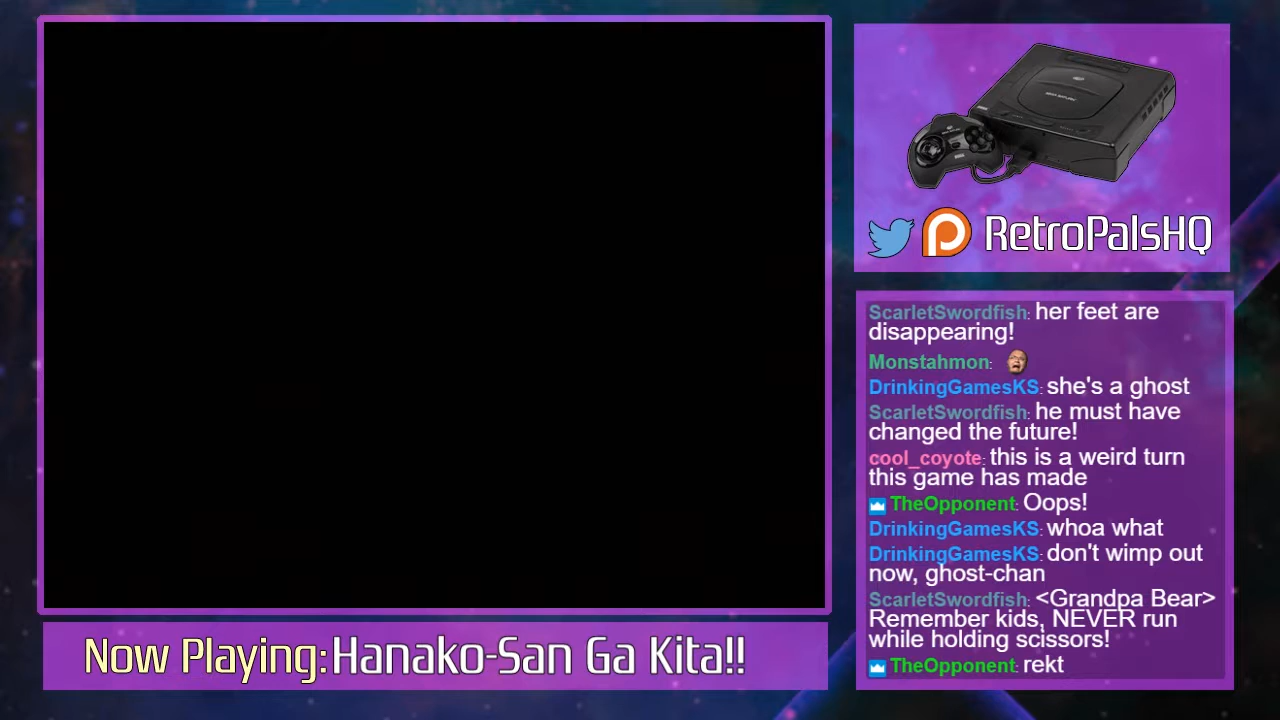 RetroPalsHQ
ScarletSwordfish: her feet are
disappearing!
Monstahmon:
DrinkingGamesKS: she's a ghost
ScarletSwordfish: he must have
changed the future!
cool_coyote: this is a weird turn
this game has made
TheOpponent: Oops!
DrinkingGamesKS: whoa what
DrinkingGamesKS: don't wimp out
now, ghost-chan
ScarletSwordfish: <Grandpa Bear>
Remember kids, NEVER run
while holding scissors!
TheOpponent: rekt
Now Playing: Hanako-San Ga Kita!!